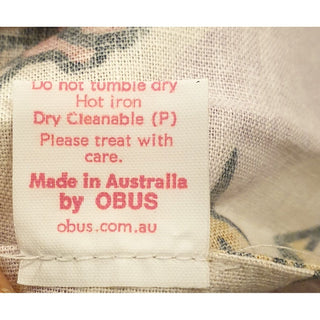 Do not tumble dry
Hot iron
Dry Cleanable (P)
Please treat with
care.
Made in Australia
by OBUS
obus.com.au